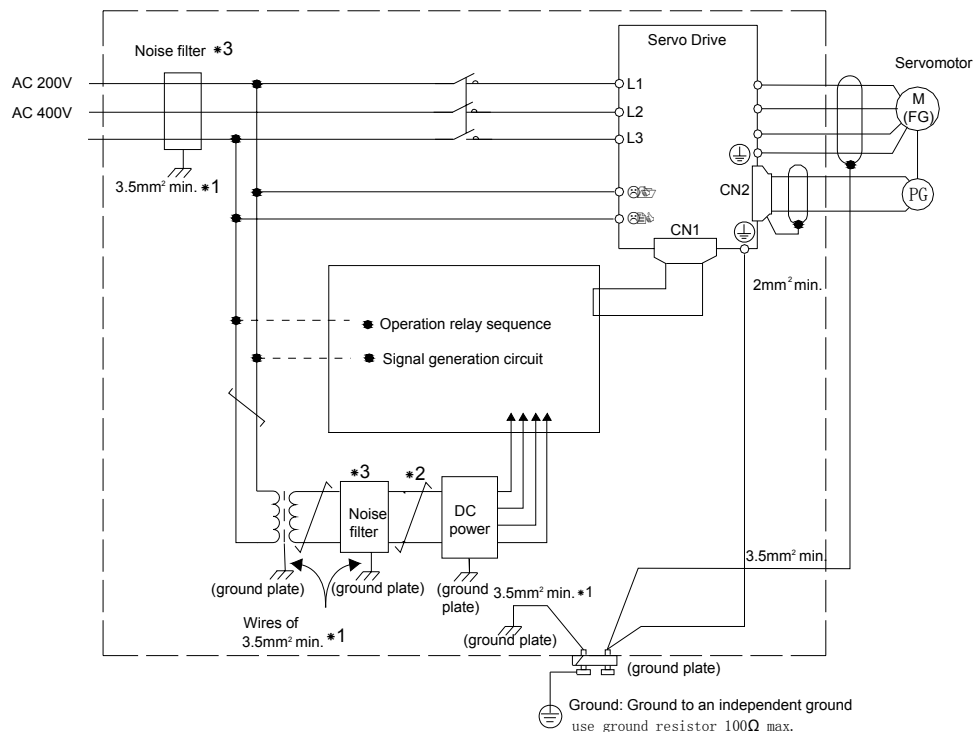 Servo Drive
Noise filter *3
Servomotor
AC 200V
L1
M
(FG)
AC 400V
L2
L3
3.5mm² min. *1
CN2
PG
CN1
2mm² min.
Operation relay sequence
Signal generation circuit
*3
*2
Noise
filter
DC
power
3.5mm² min.
(ground plate)
(ground plate)
(ground
plate)
3.5mm² min. *1
Wires of
3.5mm² min. *1
(ground plate)
(ground plate)
Ground: Ground to an independent ground
use ground resistor 100Ω max.